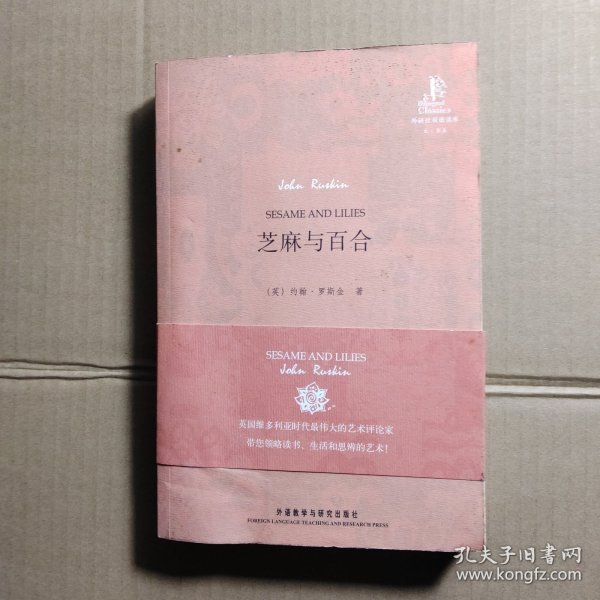 Bilingual
Classics
外研社双语读库
John Ruskin
SESAME AND LILIES
芝麻与百合
(英) 约翰·罗斯金 著
SESAME AND LILIES
John Ruskin
英国维多利亚时代最伟大的艺术评论家
带您领略读书、生活和思辨的艺术!
外语教学与研究出版社
FOREIGN LANGUAGE TEACHING AND RESEARCH PRESS
孔夫子旧书网
www.kongfz.com